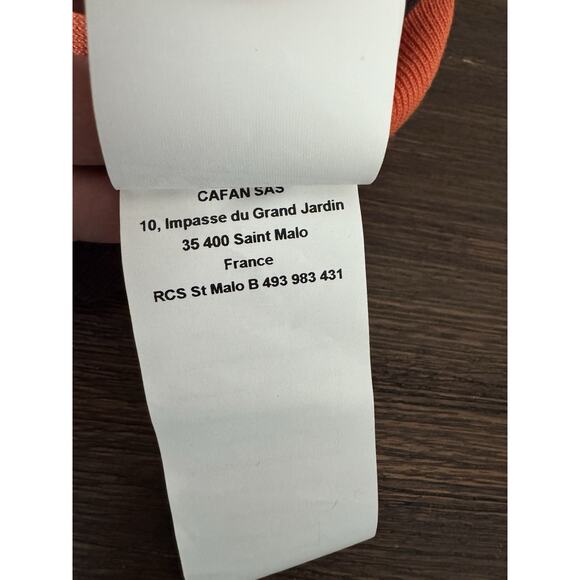 CAFAN SAS
10, Impasse du Grand Jardin
35 400 Saint Malo
France
RCS St Malo B 493 983 431